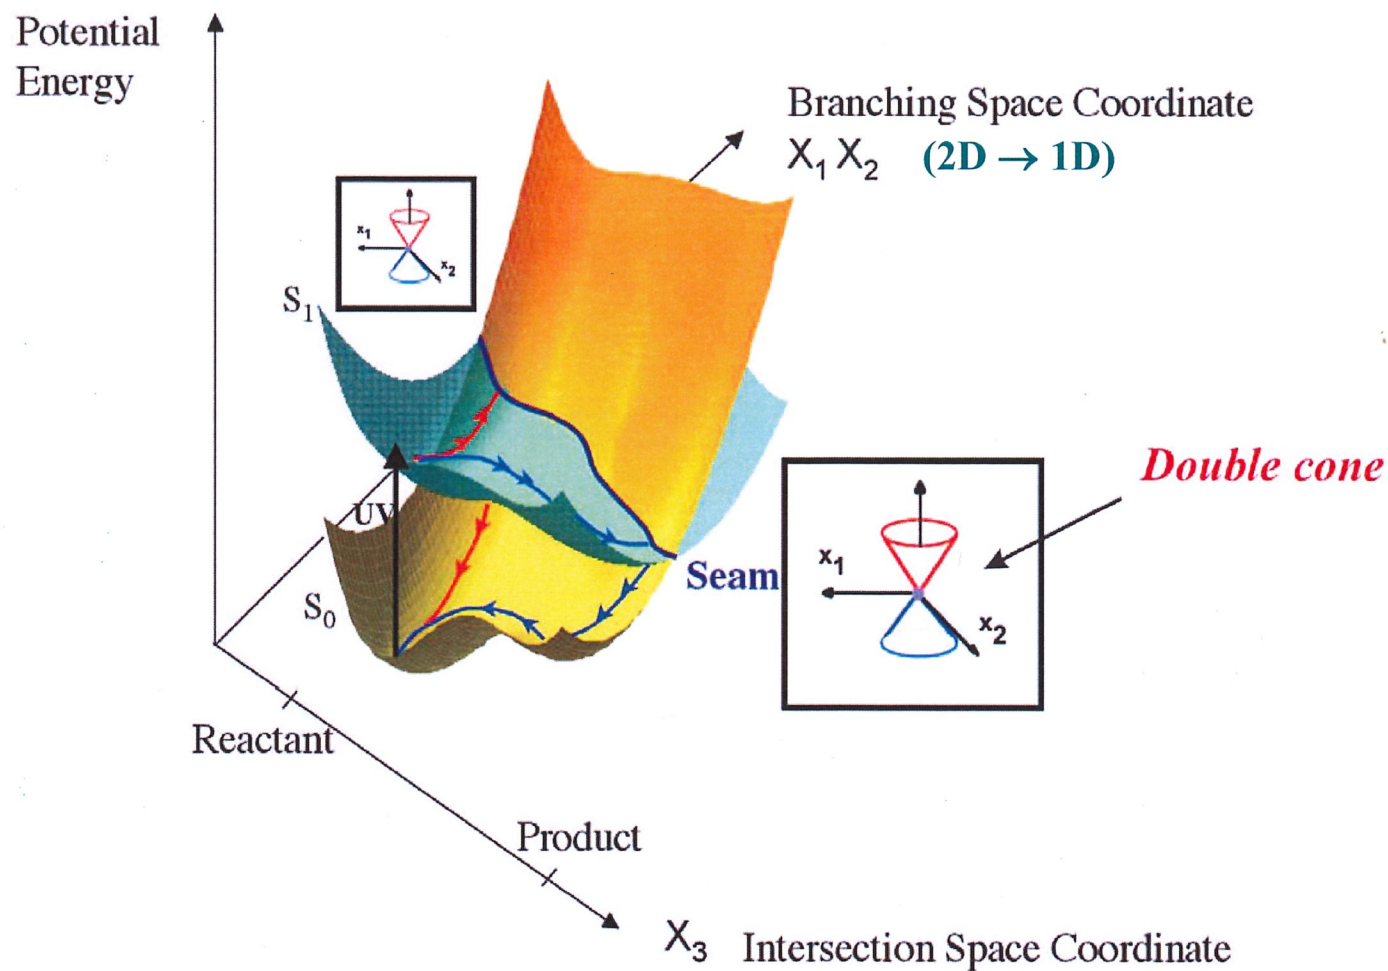 Potential
Energy
Branching Space Coordinate
X₁ X₂ (2D → 1D)
x₁
x₂
S₁
Double cone
UV
Seam
x₁
x₂
S₀
Reactant
Product
X₃ Intersection Space Coordinate